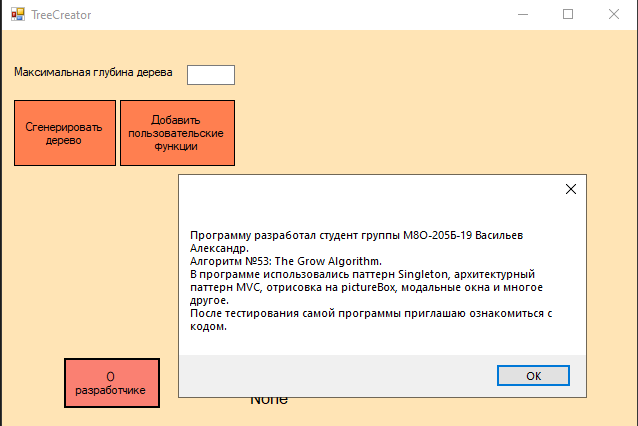 TreeCreator
Максимальная глубина дерева
Сгенерировать
дерево
Добавить
пользовательские
функции
Программу разработал студент группы М8О-205Б-19 Васильев
Александр.
Алгоритм №53: The Grow Algorithm.
В программе использовались паттерн Singleton, архитектурный
паттерн MVC, отрисовка на pictureBox, модальные окна и многое
другое.
После тестирования самой программы приглашаю ознакомиться с
кодом.
ОК
О
разработчике
None